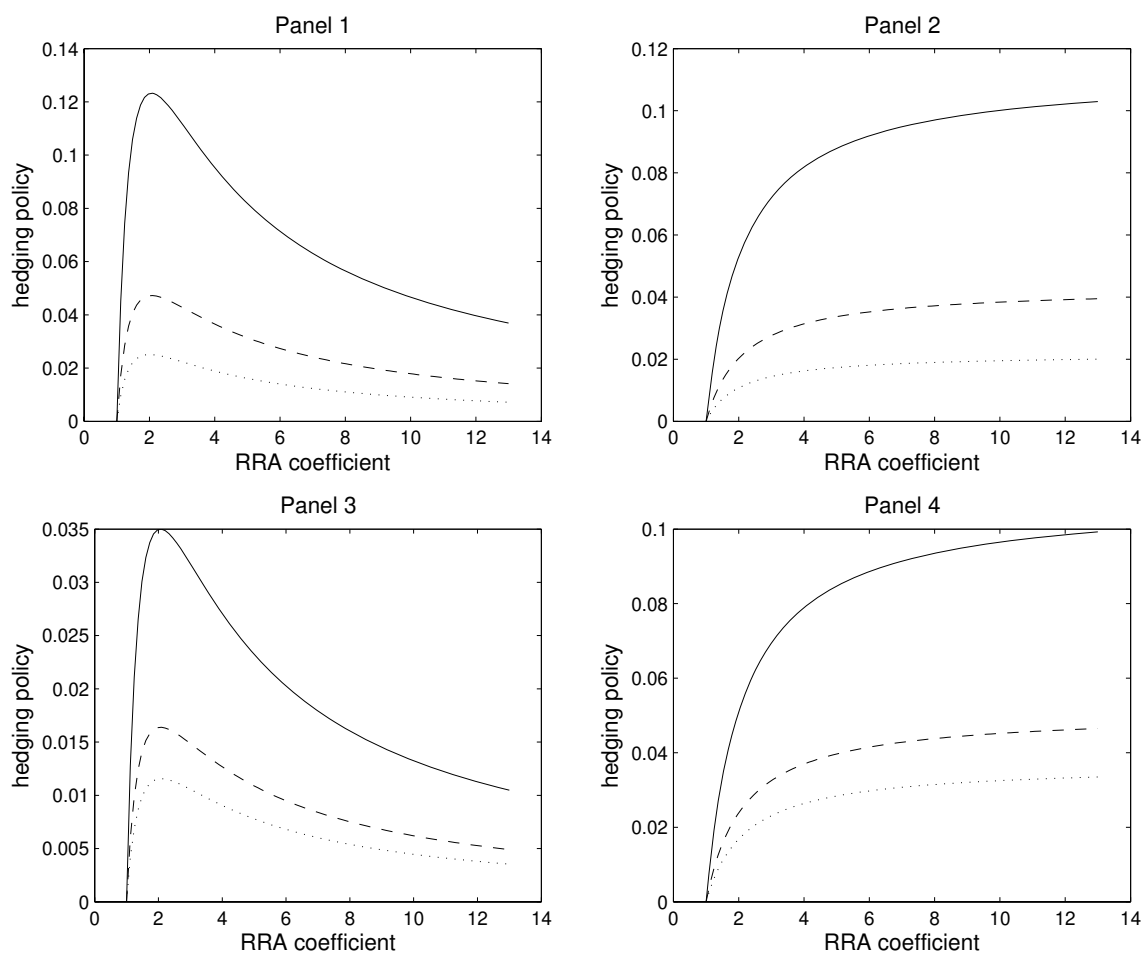 Panel 1
0.14
0.12
0.1
0.08
0.06
0.04
0.02
0
hedging policy
0 2 4 6 8 10 12 14
RRA coefficient
Panel 2
0.12
0.1
0.08
0.06
0.04
0.02
0
hedging policy
0 2 4 6 8 10 12 14
RRA coefficient
Panel 3
0.035
0.03
0.025
0.02
0.015
0.01
0.005
0
hedging policy
0 2 4 6 8 10 12 14
RRA coefficient
Panel 4
0.1
0.08
0.06
0.04
0.02
0
hedging policy
0 2 4 6 8 10 12 14
RRA coefficient